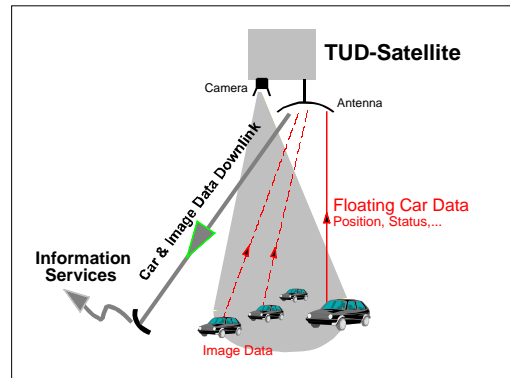 TUD-Satellite
Camera
Antenna
Car & Image Data Downlink
Floating Car Data
Position, Status,...
Information
Services
Image Data